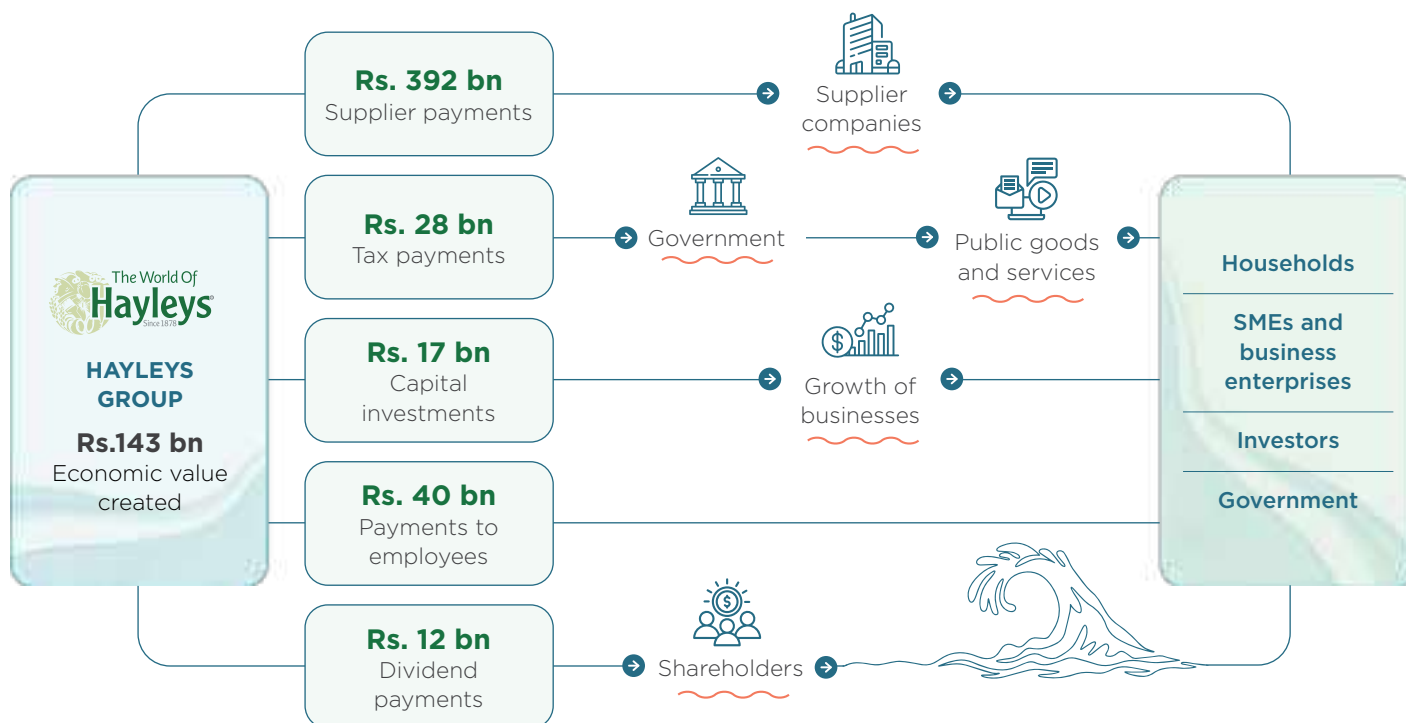 The World Of
Hayleys
Since 1878
HAYLEYS
GROUP
Rs.143 bn
Economic value
created
Rs. 392 bn
Supplier payments
Rs. 28 bn
Tax payments
Rs. 17 bn
Capital
investments
Rs. 40 bn
Payments to
employees
Rs. 12 bn
Dividend
payments
Supplier
companies
Government
Public goods
and services
Growth of
businesses
Shareholders
Households
SMEs and
business
enterprises
Investors
Government